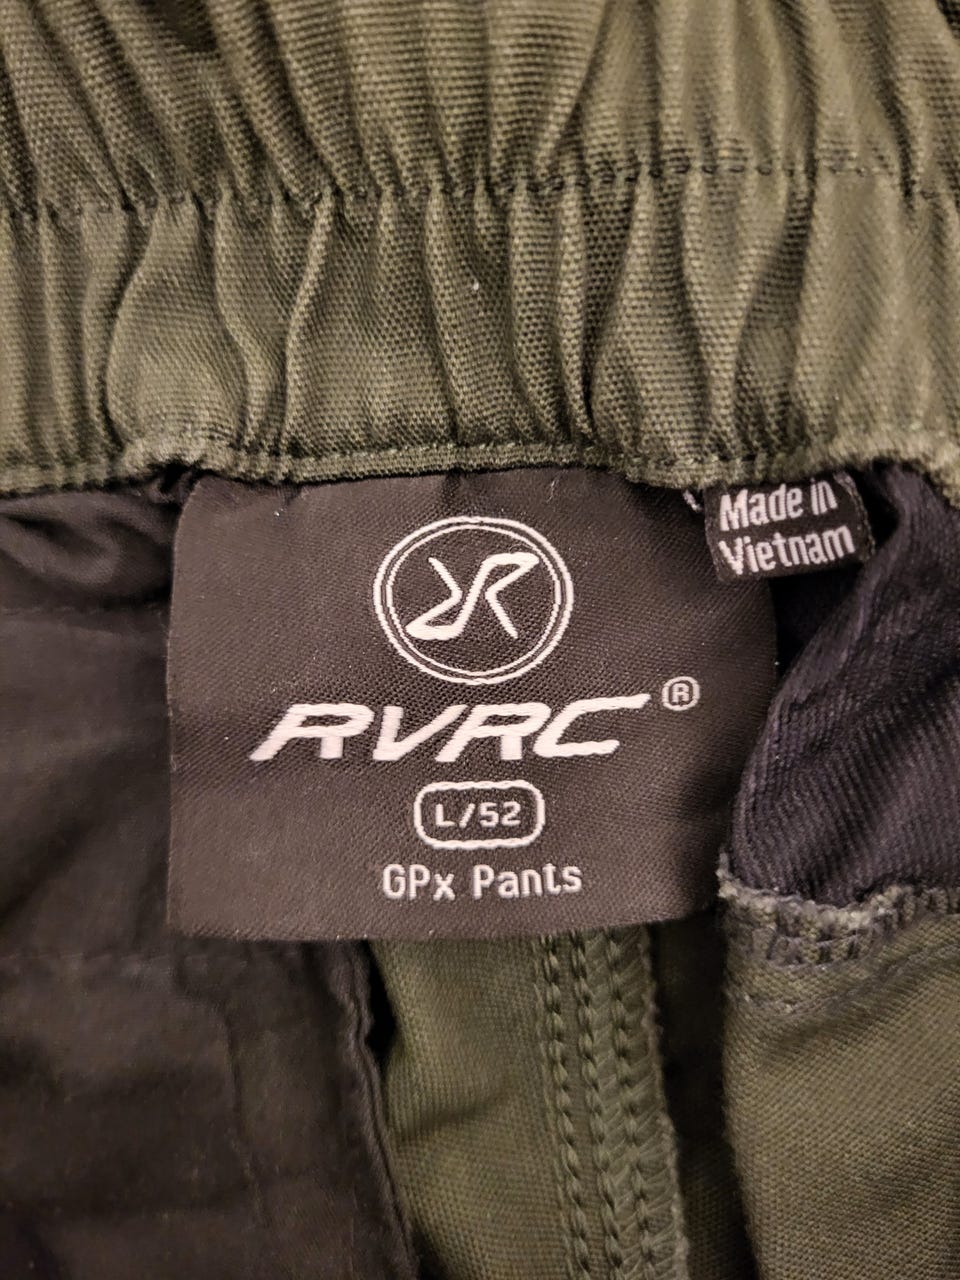 Made in
Vietnam
RVRC®
L/52
GPx Pants